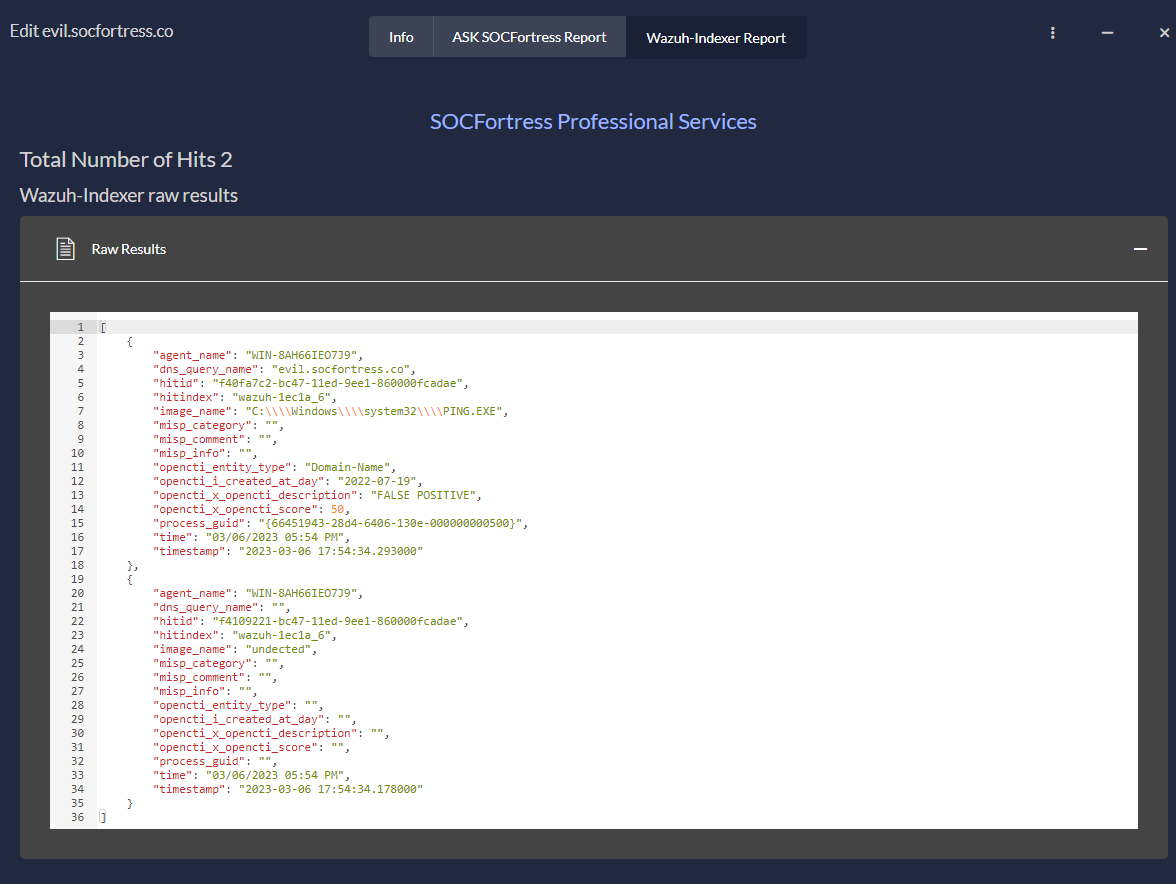 Edit evil.socfortress.co
Info
ASK SOCFortress Report
Wazuh-Indexer Report
SOCFortress Professional Services
Total Number of Hits 2
Wazuh-Indexer raw results
Raw Results
1 [
2 {
3 "agent_name": "WIN-8AH66IEO7J9",
4 "dns_query_name": "evil.socfortress.co",
5 "hitid": "f40fa7c2-bc47-11ed-9ee1-860000fcadae",
6 "hitindex": "wazuh-1ec1a_6",
7 "image_name": "C:\\\\Windows\\\\system32\\\\PING.EXE",
8 "misp_category": "",
9 "misp_comment": "",
10 "misp_info": "",
11 "opencti_entity_type": "Domain-Name",
12 "opencti_i_created_at_day": "2022-07-19",
13 "opencti_x_opencti_description": "FALSE POSITIVE",
14 "opencti_x_opencti_score": 50,
15 "process_guid": "{66451943-28d4-6406-130e-000000000500}",
16 "time": "03/06/2023 05:54 PM",
17 "timestamp": "2023-03-06 17:54:34.293000"
18 },
19 {
20 "agent_name": "WIN-8AH66IEO7J9",
21 "dns_query_name": "",
22 "hitid": "f4109221-bc47-11ed-9ee1-860000fcadae",
23 "hitindex": "wazuh-1ec1a_6",
24 "image_name": "undected",
25 "misp_category": "",
26 "misp_comment": "",
27 "misp_info": "",
28 "opencti_entity_type": "",
29 "opencti_i_created_at_day": "",
30 "opencti_x_opencti_description": "",
31 "opencti_x_opencti_score": "",
32 "process_guid": "",
33 "time": "03/06/2023 05:54 PM",
34 "timestamp": "2023-03-06 17:54:34.178000"
35 }
36 ]